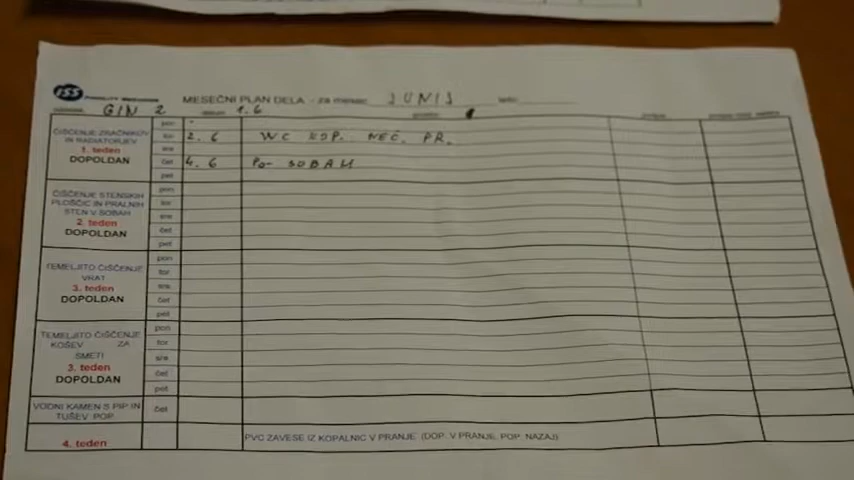 ISS
MESEČNI PLAN DELA - za mesec JUNIJ
GIN 2 1.6
ČIŠČENJE ZRAČNIKOV
IN RADIATORJEV
1. teden
DOPOLDAN
pon
tor 2.6 WC KOP. NEČ. PR.
sre
čet 4.6 PO SOBAH
pet
ČIŠČENJE STENSKIH
PLOŠČIC IN PRALNIH
STEN V SOBAH
2. teden
DOPOLDAN
pon
tor
sre
čet
pet
TEMELJITO ČIŠČENJE
VRAT
3. teden
DOPOLDAN
pon
tor
sre
čet
pet
TEMELJITO ČIŠČENJE
KOŠEV ZA
SMETI
3. teden
DOPOLDAN
pon
tor
sre
čet
pet
VODNI KAMEN S PIP IN
TUŠEV POP.
čet
4. teden
PVC ZAVESE IZ KOPALNIC V PRANJE (DOP. V PRANJE, POP. NAZAJ)